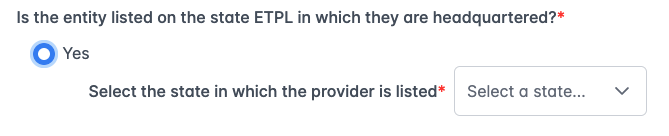 Is the entity listed on the state ETPL in which they are headquartered?*
Yes
Select the state in which the provider is listed* Select a state...